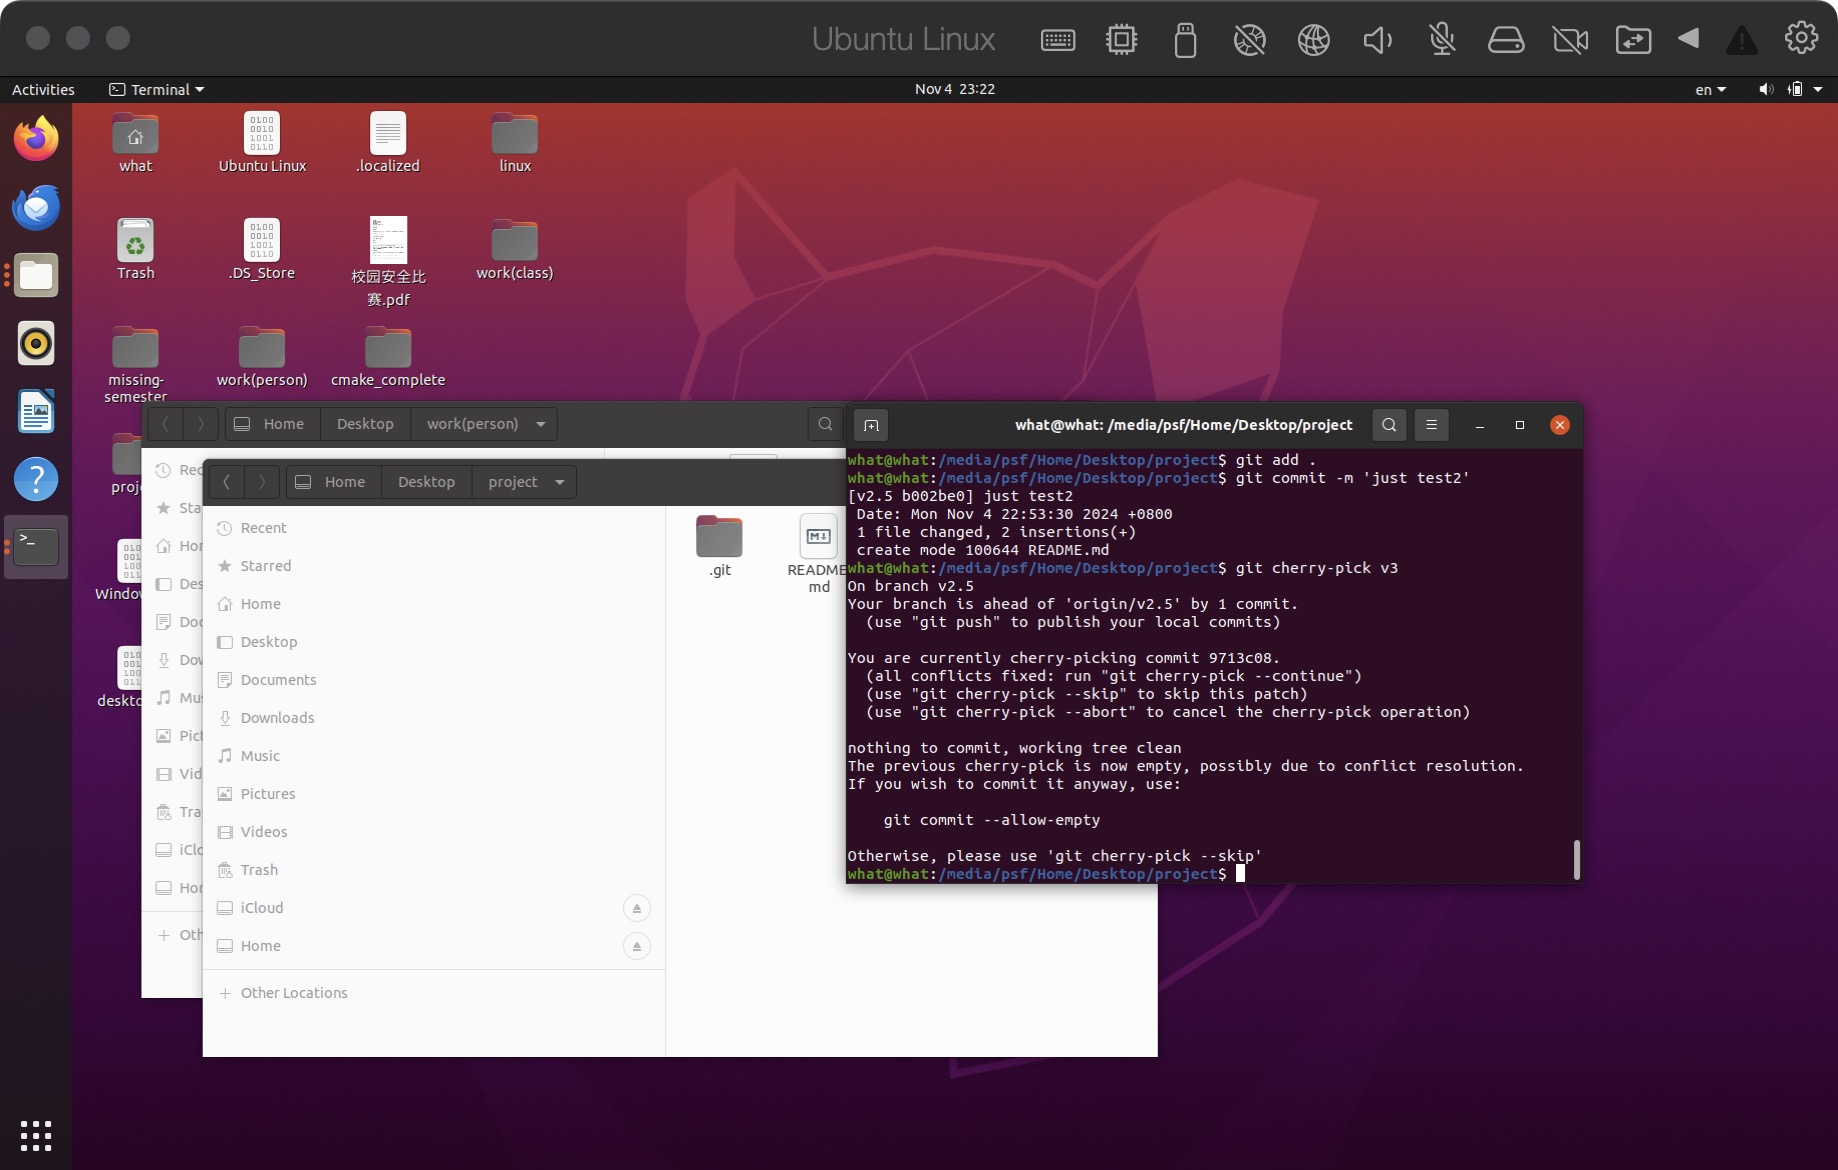 Ubuntu Linux
Activities
Terminal
Nov 4 23:22
en
what
Ubuntu Linux
.localized
linux
Trash
.DS_Store
校园安全比
赛.pdf
work(class)
missing-
semester
work(person)
cmake_complete
proj
Window
deskto
Home
Desktop
work(person)
Rec
Sta
Hor
Des
Doc
Dow
Mus
Pict
Vid
Tra
iClo
Hor
Oth
Home
Desktop
project
Recent
Starred
Home
Desktop
Documents
Downloads
Music
Pictures
Videos
Trash
iCloud
Home
Other Locations
.git
README
md
what@what: /media/psf/Home/Desktop/project
what@what:/media/psf/Home/Desktop/project$ git add .
what@what:/media/psf/Home/Desktop/project$ git commit -m 'just test2'
[v2.5 b002be0] just test2
Date: Mon Nov 4 22:53:30 2024 +0800
1 file changed, 2 insertions(+)
create mode 100644 README.md
what@what:/media/psf/Home/Desktop/project$ git cherry-pick v3
On branch v2.5
Your branch is ahead of 'origin/v2.5' by 1 commit.
(use "git push" to publish your local commits)
You are currently cherry-picking commit 9713c08.
(all conflicts fixed: run "git cherry-pick --continue")
(use "git cherry-pick --skip" to skip this patch)
(use "git cherry-pick --abort" to cancel the cherry-pick operation)
nothing to commit, working tree clean
The previous cherry-pick is now empty, possibly due to conflict resolution.
If you wish to commit it anyway, use:
git commit --allow-empty
Otherwise, please use 'git cherry-pick --skip'
what@what:/media/psf/Home/Desktop/project$